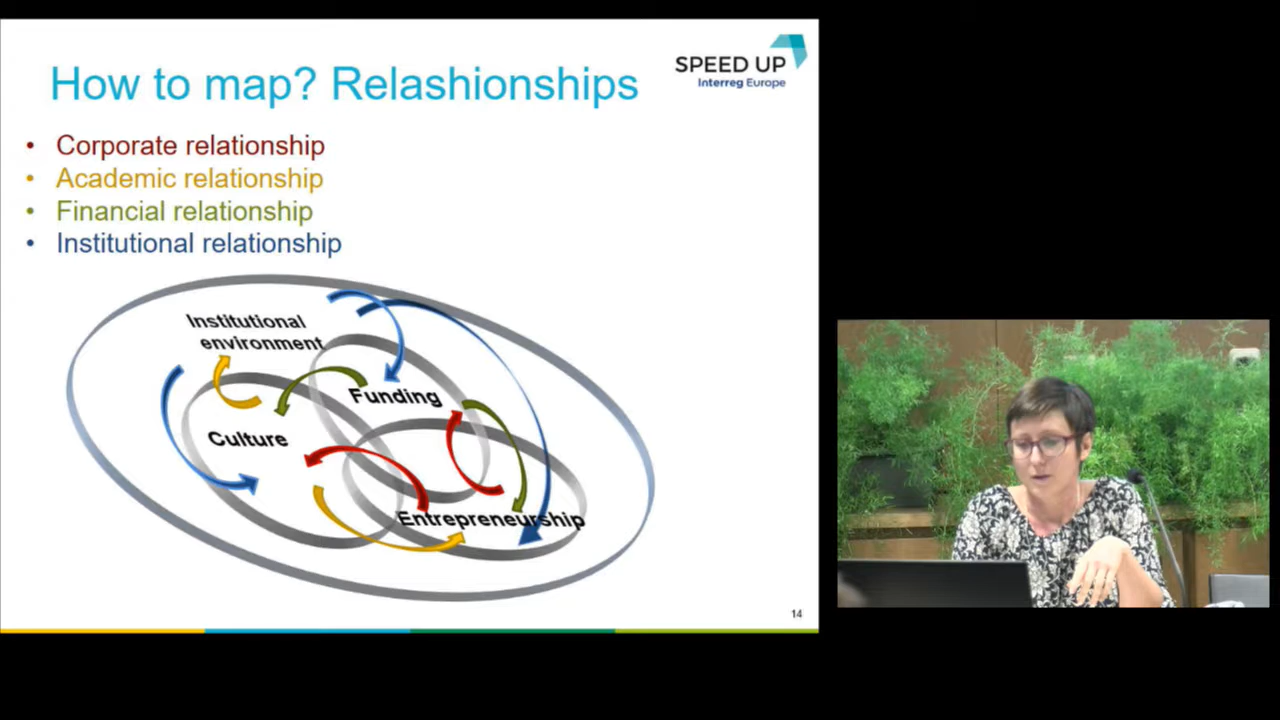 SPEED UP
Interreg Europe
How to map? Relashionships
• Corporate relationship
• Academic relationship
• Financial relationship
• Institutional relationship
Institutional
environment
Funding
Culture
Entrepreneurship
14